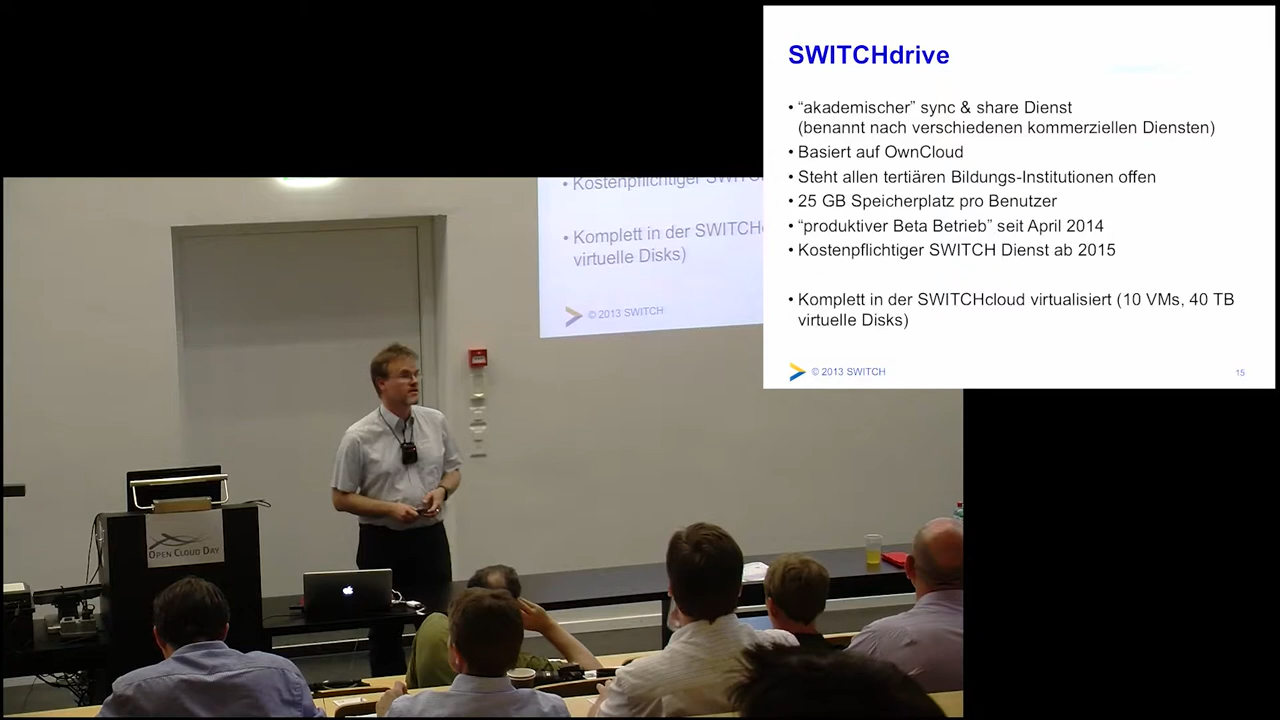 SWITCHdrive
• “akademischer” sync & share Dienst
(benannt nach verschiedenen kommerziellen Diensten)
• Basiert auf OwnCloud
• Steht allen tertiären Bildungs-Institutionen offen
• 25 GB Speicherplatz pro Benutzer
• “produktiver Beta Betrieb” seit April 2014
• Kostenpflichtiger SWITCH Dienst ab 2015
• Komplett in der SWITCHcloud virtualisiert (10 VMs, 40 TB
virtuelle Disks)
© 2013 SWITCH
15
• Kostenpflichtiger
• Komplett in der SWITCH
virtuelle Disks)
© 2013 SWITCH
OPEN CLOUD DAY